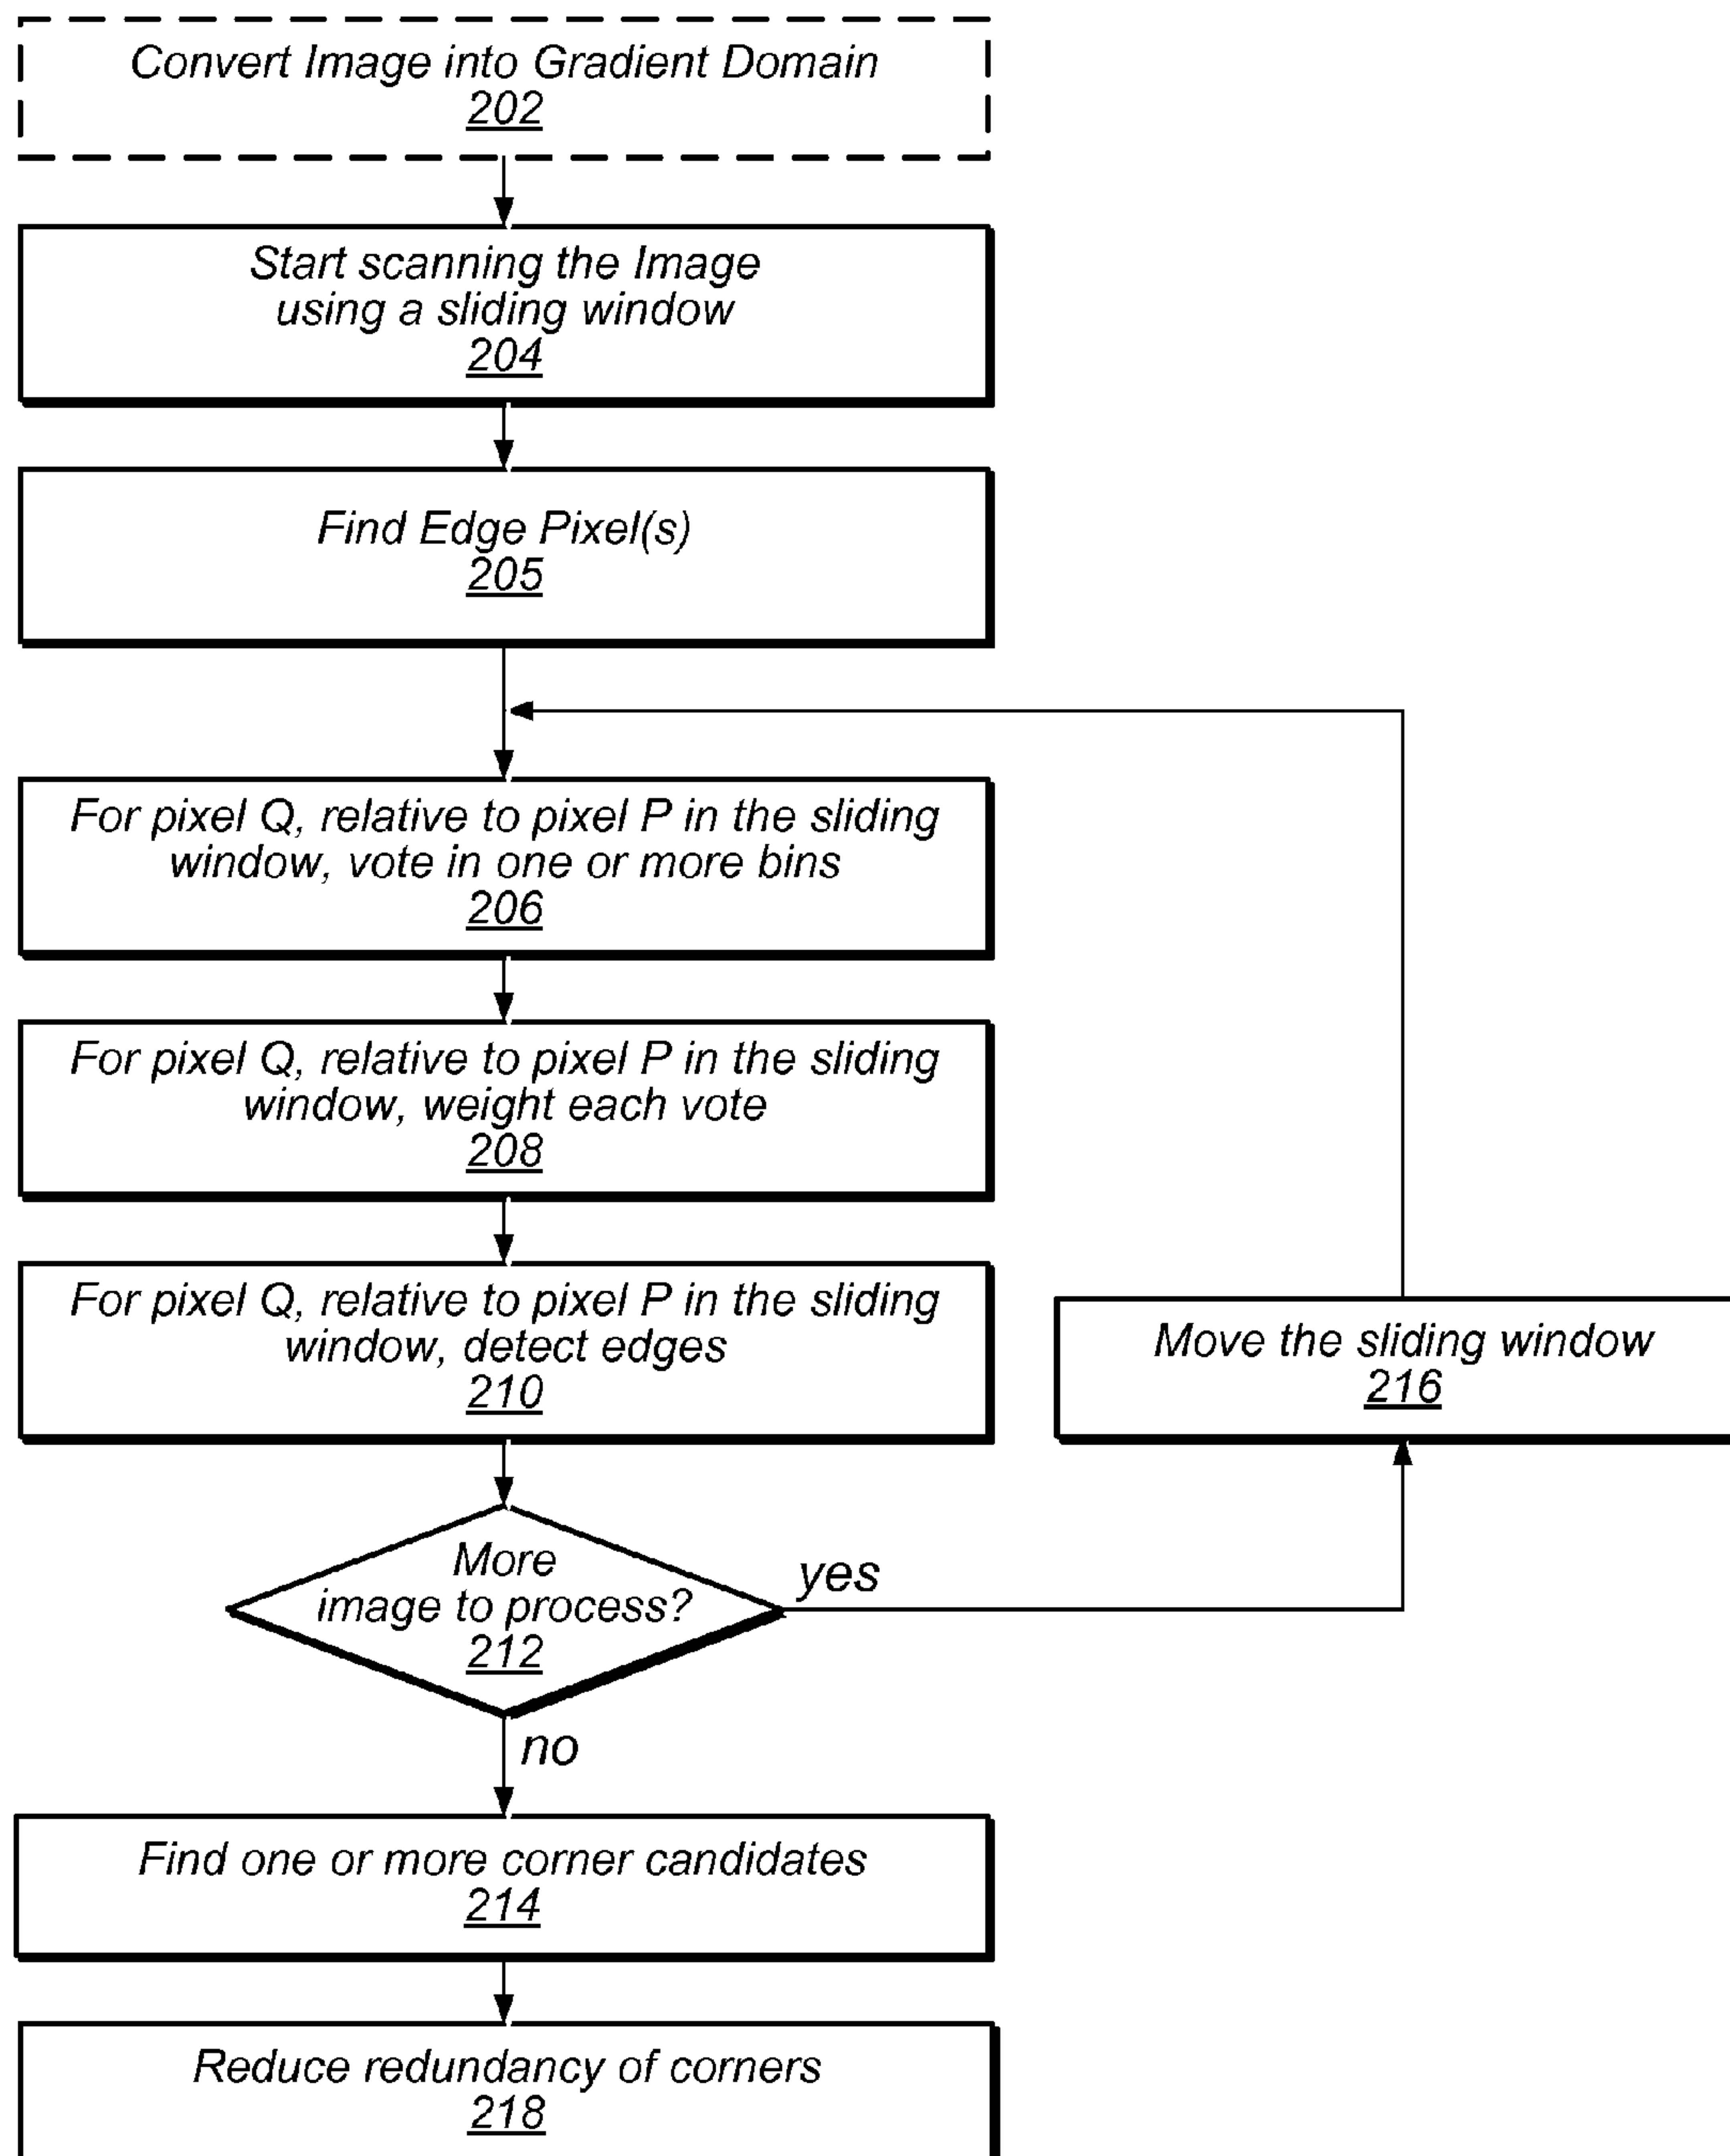 Convert Image into Gradient Domain
202
Start scanning the Image
using a sliding window
204
Find Edge Pixel(s)
205
For pixel Q, relative to pixel P in the sliding
window, vote in one or more bins
206
For pixel Q, relative to pixel P in the sliding
window, weight each vote
208
For pixel Q, relative to pixel P in the sliding
window, detect edges
210
Move the sliding window
216
More
image to process?
212
yes
no
Find one or more corner candidates
214
Reduce redundancy of corners
218